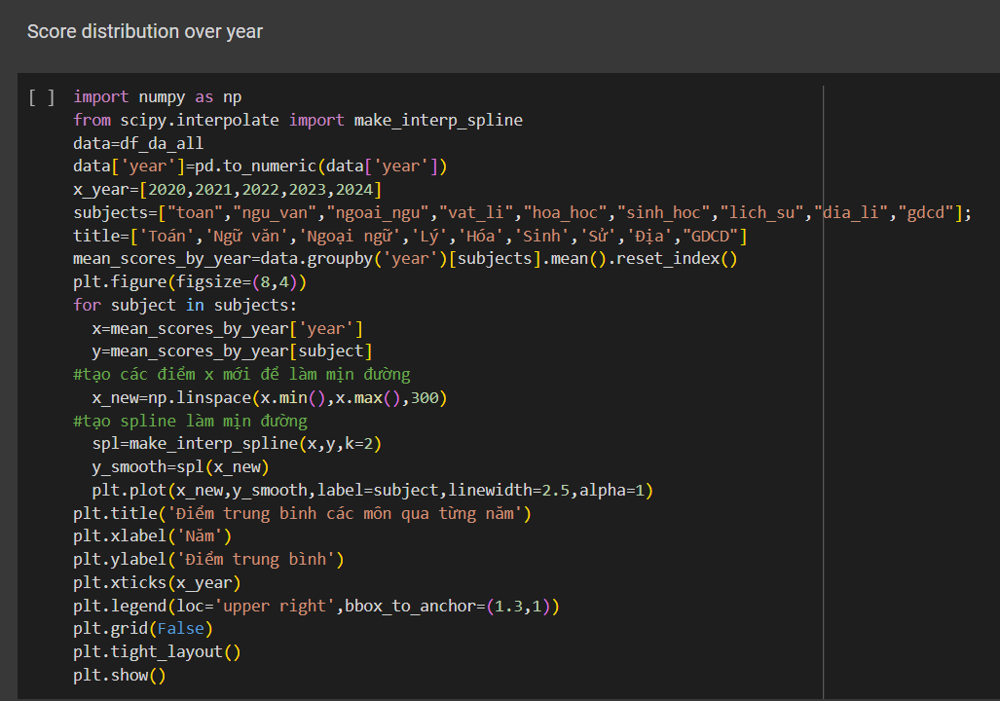 Score distribution over year
[ ] import numpy as np
from scipy.interpolate import make_interp_spline
data=df_da_all
data['year']=pd.to_numeric(data['year'])
x_year=[2020,2021,2022,2023,2024]
subjects=["toan","ngu_van","ngoai_ngu","vat_li","hoa_hoc","sinh_hoc","lich_su","dia_li","gdcd"];
title=['Toán','Ngữ văn','Ngoại ngữ','Lý','Hóa','Sinh','Sử','Địa',"GDCD"]
mean_scores_by_year=data.groupby('year')[subjects].mean().reset_index()
plt.figure(figsize=(8,4))
for subject in subjects:
  x=mean_scores_by_year['year']
  y=mean_scores_by_year[subject]
#tạo các điểm x mới để làm mịn đường
  x_new=np.linspace(x.min(),x.max(),300)
#tạo spline làm mịn đường
  spl=make_interp_spline(x,y,k=2)
  y_smooth=spl(x_new)
  plt.plot(x_new,y_smooth,label=subject,linewidth=2.5,alpha=1)
plt.title('Điểm trung binh các môn qua từng năm')
plt.xlabel('Năm')
plt.ylabel('Điểm trung bình')
plt.xticks(x_year)
plt.legend(loc='upper right',bbox_to_anchor=(1.3,1))
plt.grid(False)
plt.tight_layout()
plt.show()